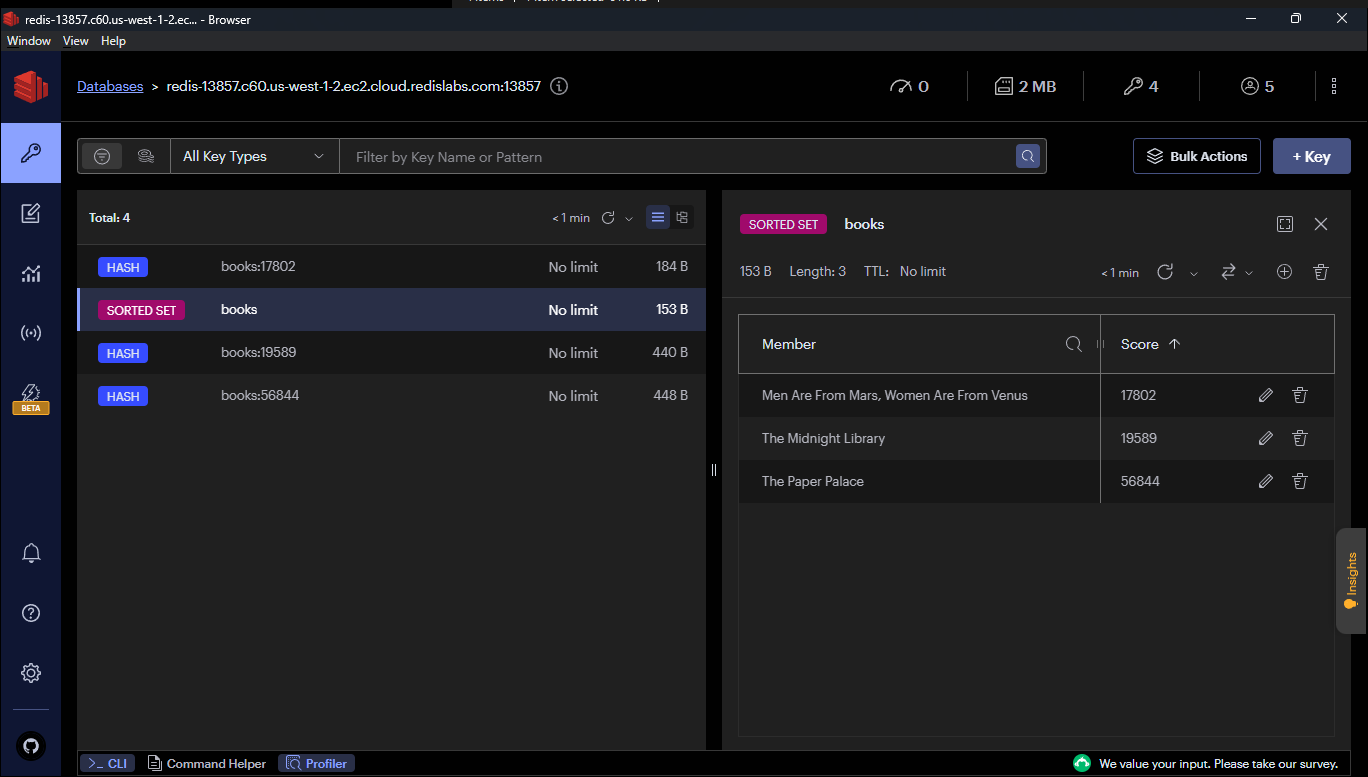 redis-13857.c60.us-west-1-2.ec... - Browser
Window View Help
Databases > redis-13857.c60.us-west-1-2.ec2.cloud.redislabs.com:13857
0 2 MB 4 5
All Key Types Filter by Key Name or Pattern Bulk Actions + Key
Total: 4 < 1 min
HASH books:17802 No limit 184 B
SORTED SET books No limit 153 B
HASH books:19589 No limit 440 B
HASH books:56844 No limit 448 B
BETA
SORTED SET books
153 B Length: 3 TTL: No limit < 1 min
Member Score
Men Are From Mars, Women Are From Venus 17802
The Midnight Library 19589
The Paper Palace 56844
Insights
>_ CLI Command Helper Profiler We value your input. Please take our survey.